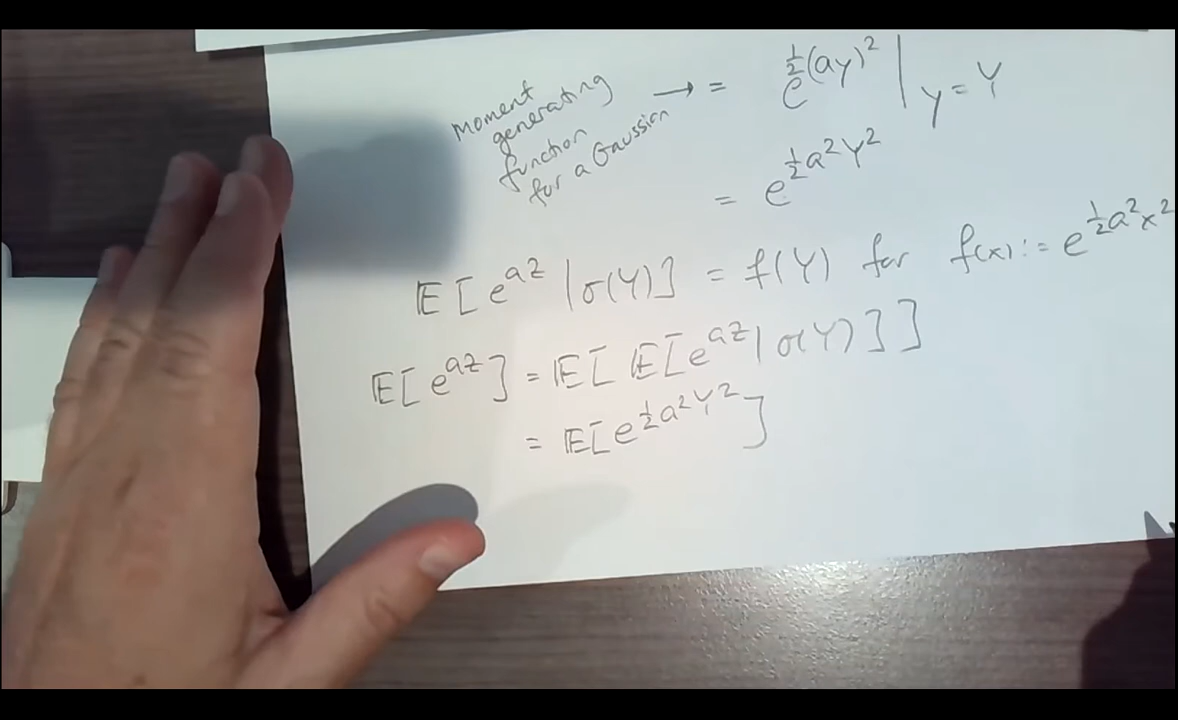 Moment generating function for a Gaussian → = e^{½(ay)²} |_{y=Y}
= e^{½a²Y²}
𝔼[e^{aZ} | σ(Y)] = f(Y) for f(x) := e^{½a²x²}
𝔼[e^{aZ}] = 𝔼[𝔼[e^{aZ} | σ(Y)]]
= 𝔼[e^{½a²Y²}]